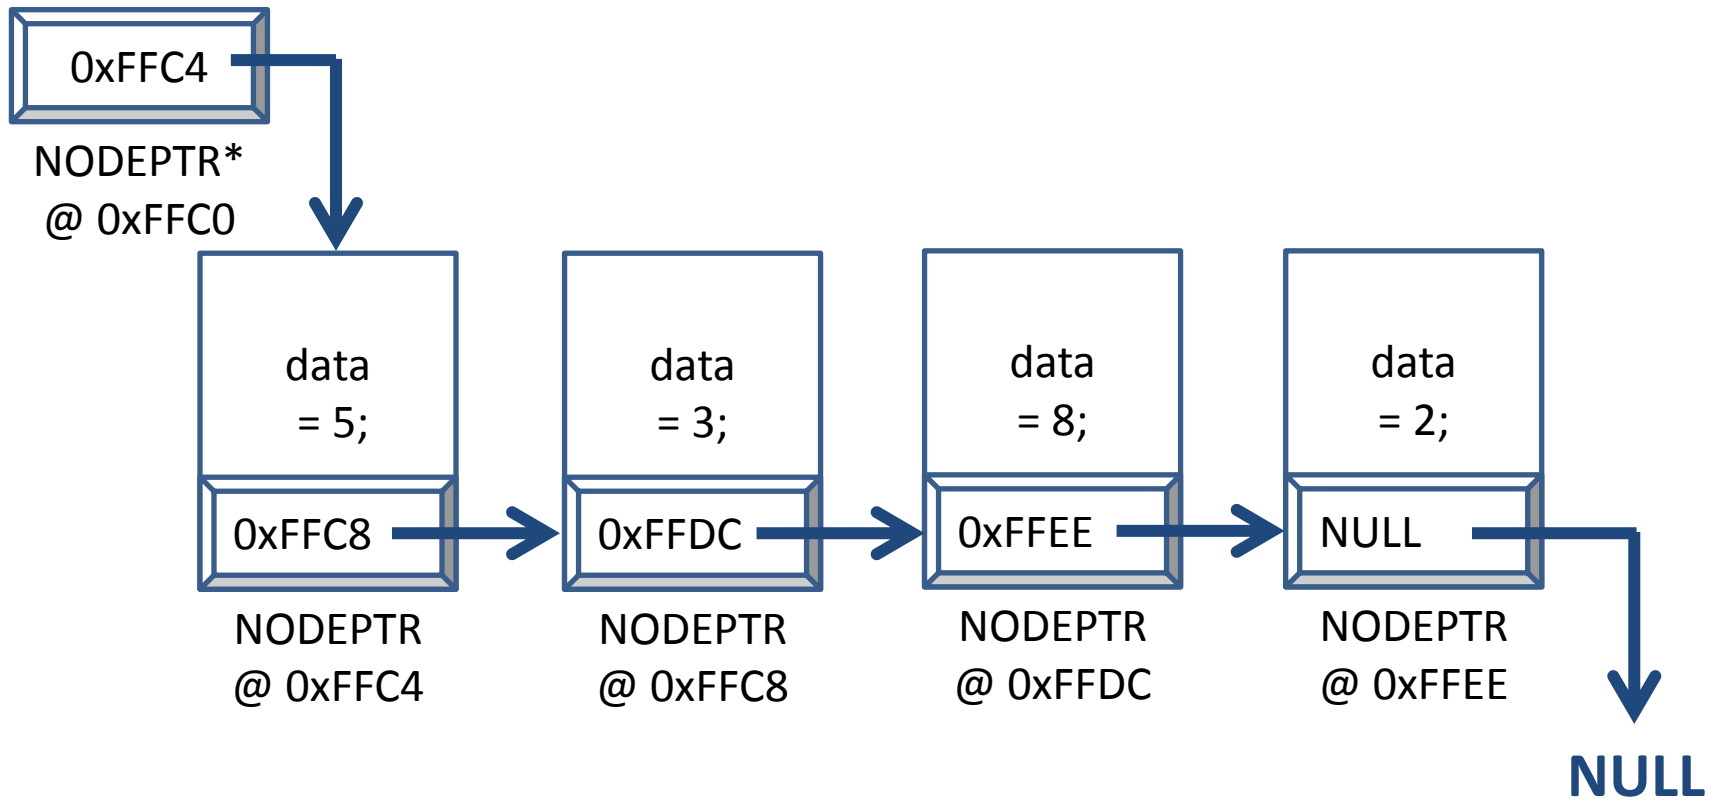 0xFFC4
NODEPTR*
@ 0xFFC0
data
= 5;
0xFFC8
NODEPTR
@ 0xFFC4
data
= 3;
0xFFDC
NODEPTR
@ 0xFFC8
data
= 8;
0xFFEE
NODEPTR
@ 0xFFDC
data
= 2;
NULL
NODEPTR
@ 0xFFEE
NULL